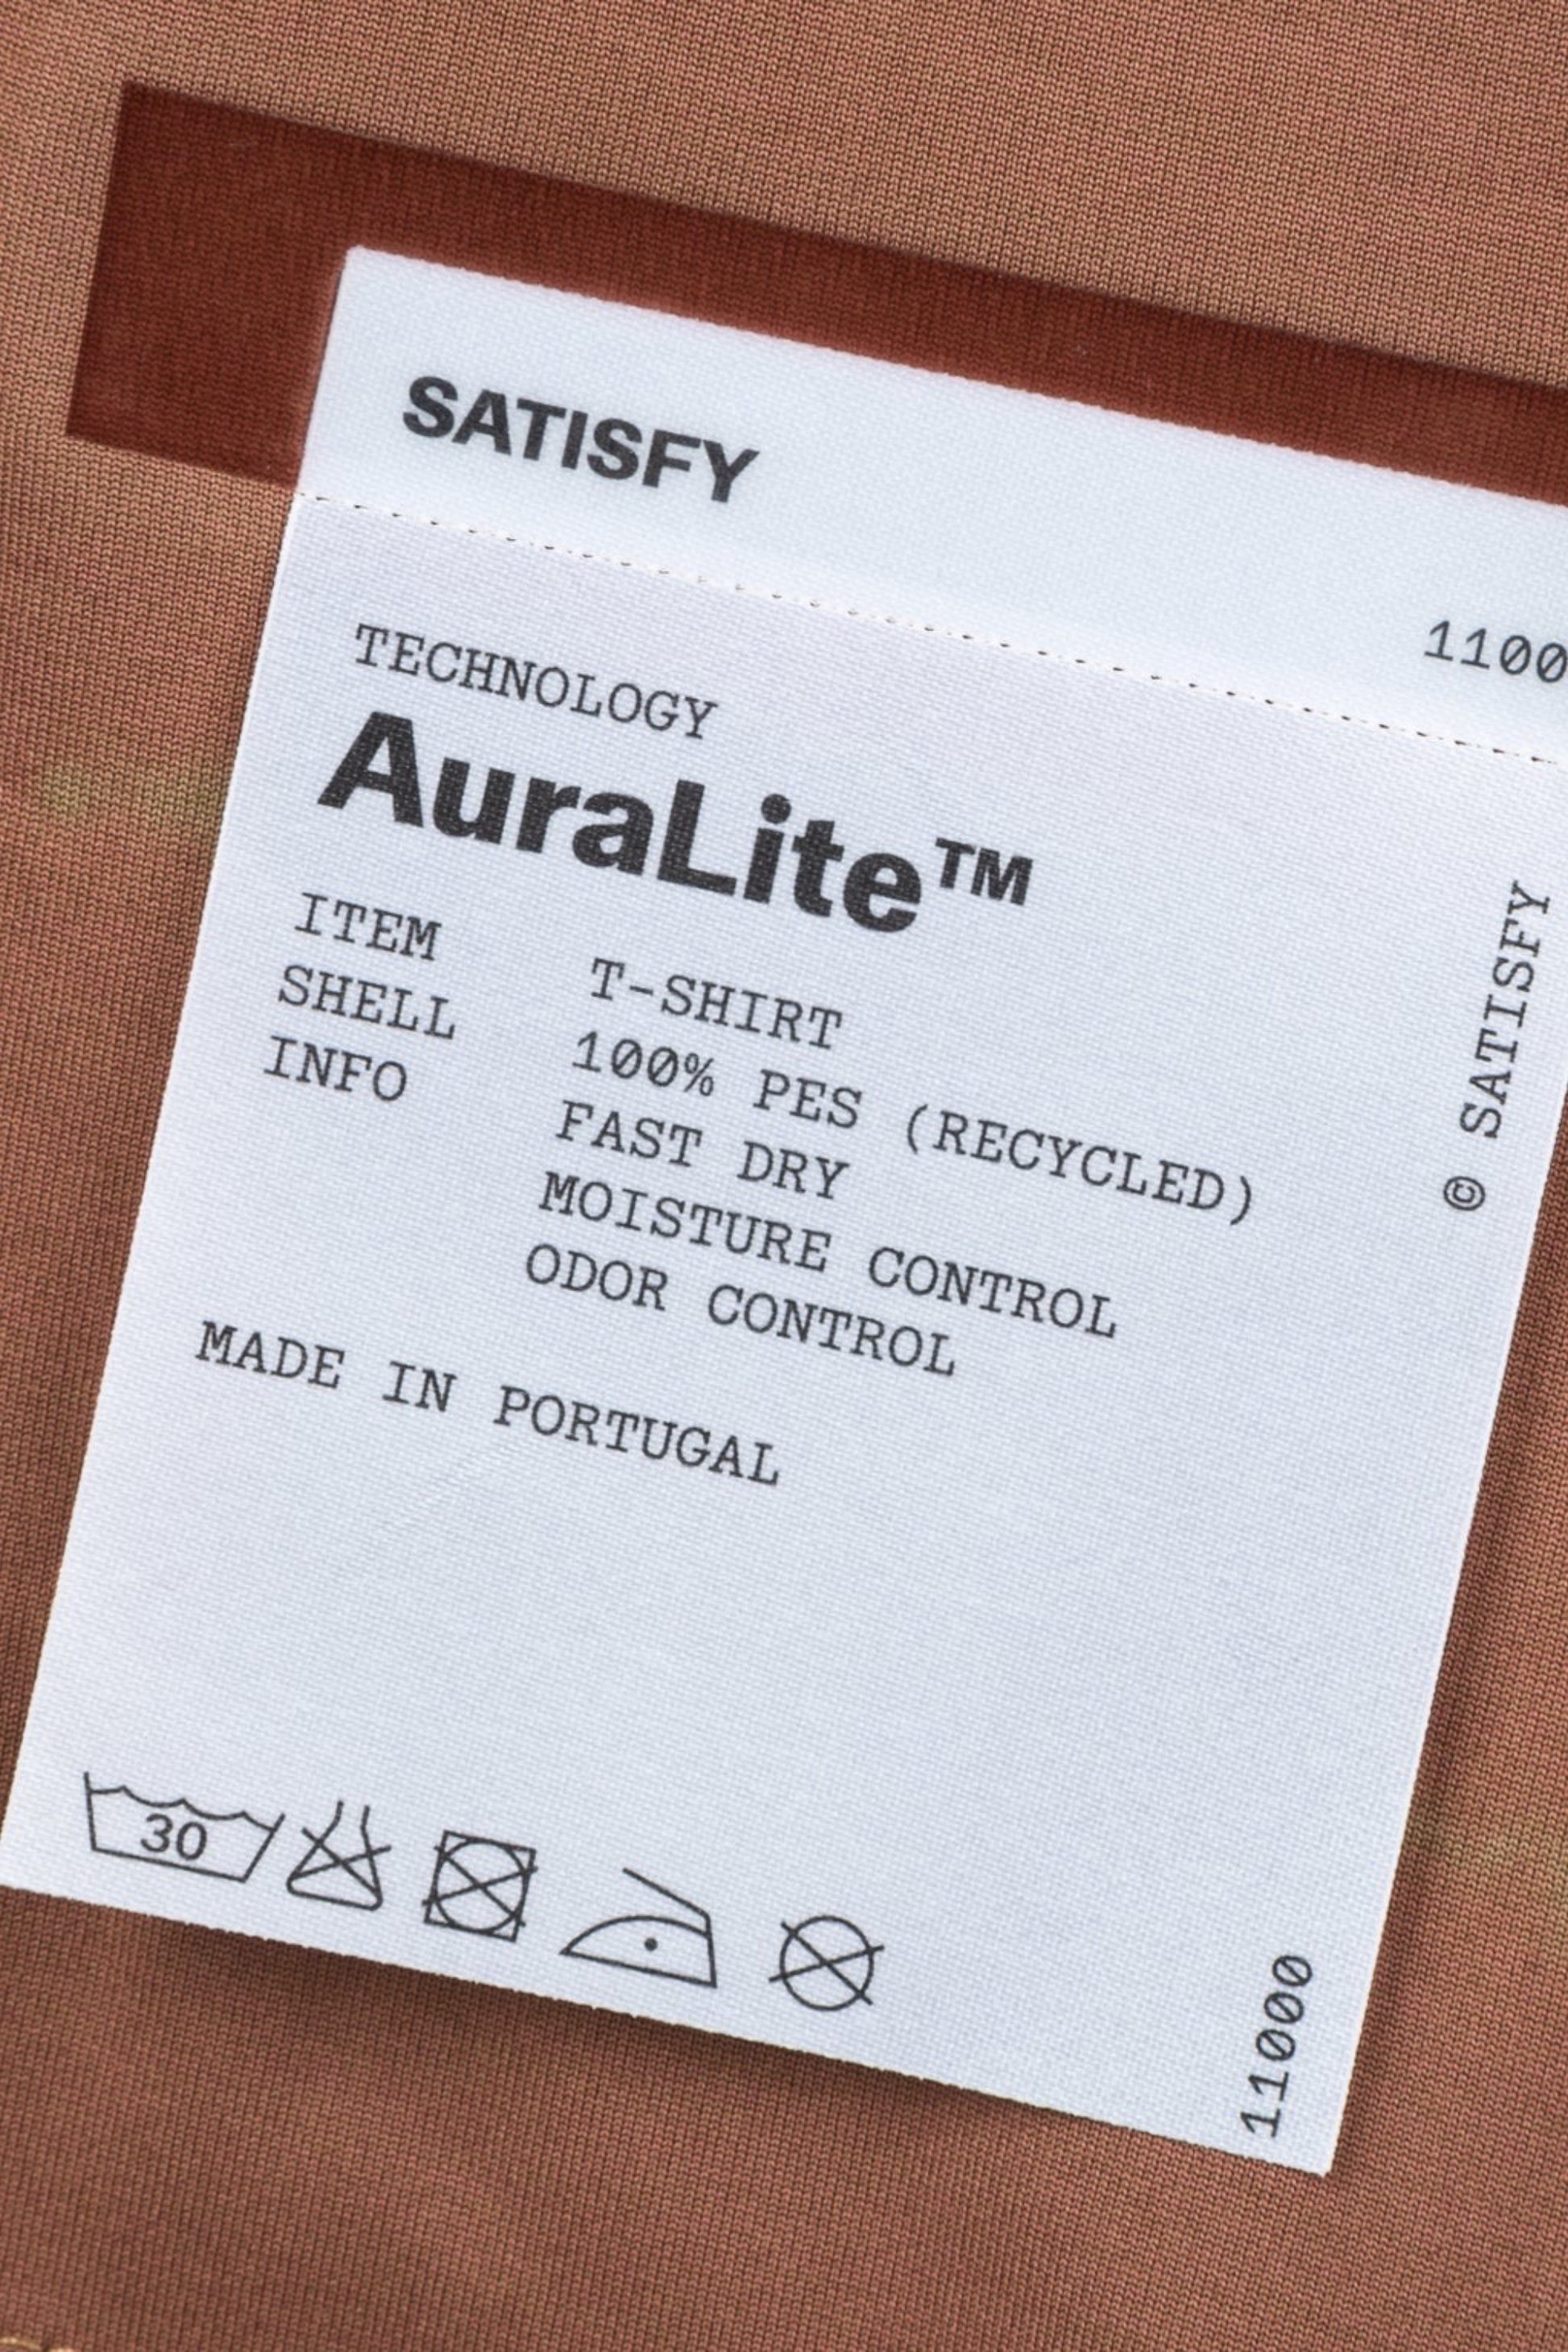 SATISFY
1100
TECHNOLOGY
AuraLite™
ITEM T-SHIRT
SHELL 100% PES (RECYCLED)
INFO FAST DRY
MOISTURE CONTROL
ODOR CONTROL
MADE IN PORTUGAL
© SATISFY
30
11000